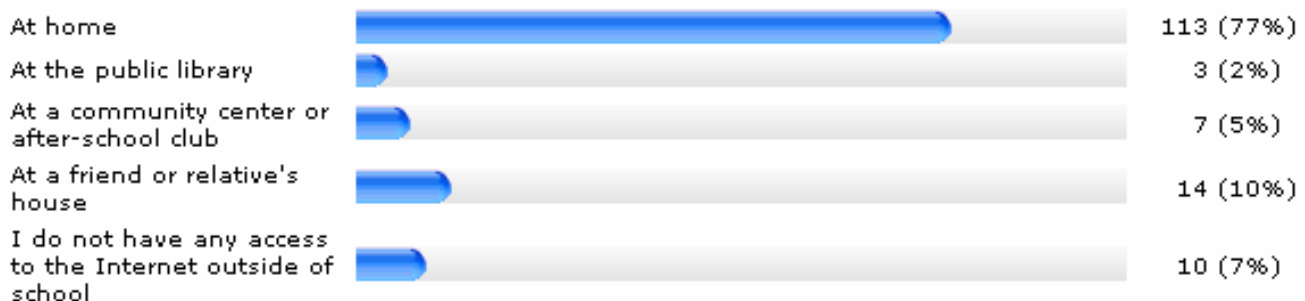 At home 113 (77%)
At the public library 3 (2%)
At a community center or
after-school club 7 (5%)
At a friend or relative's
house 14 (10%)
I do not have any access
to the Internet outside of 10 (7%)
school